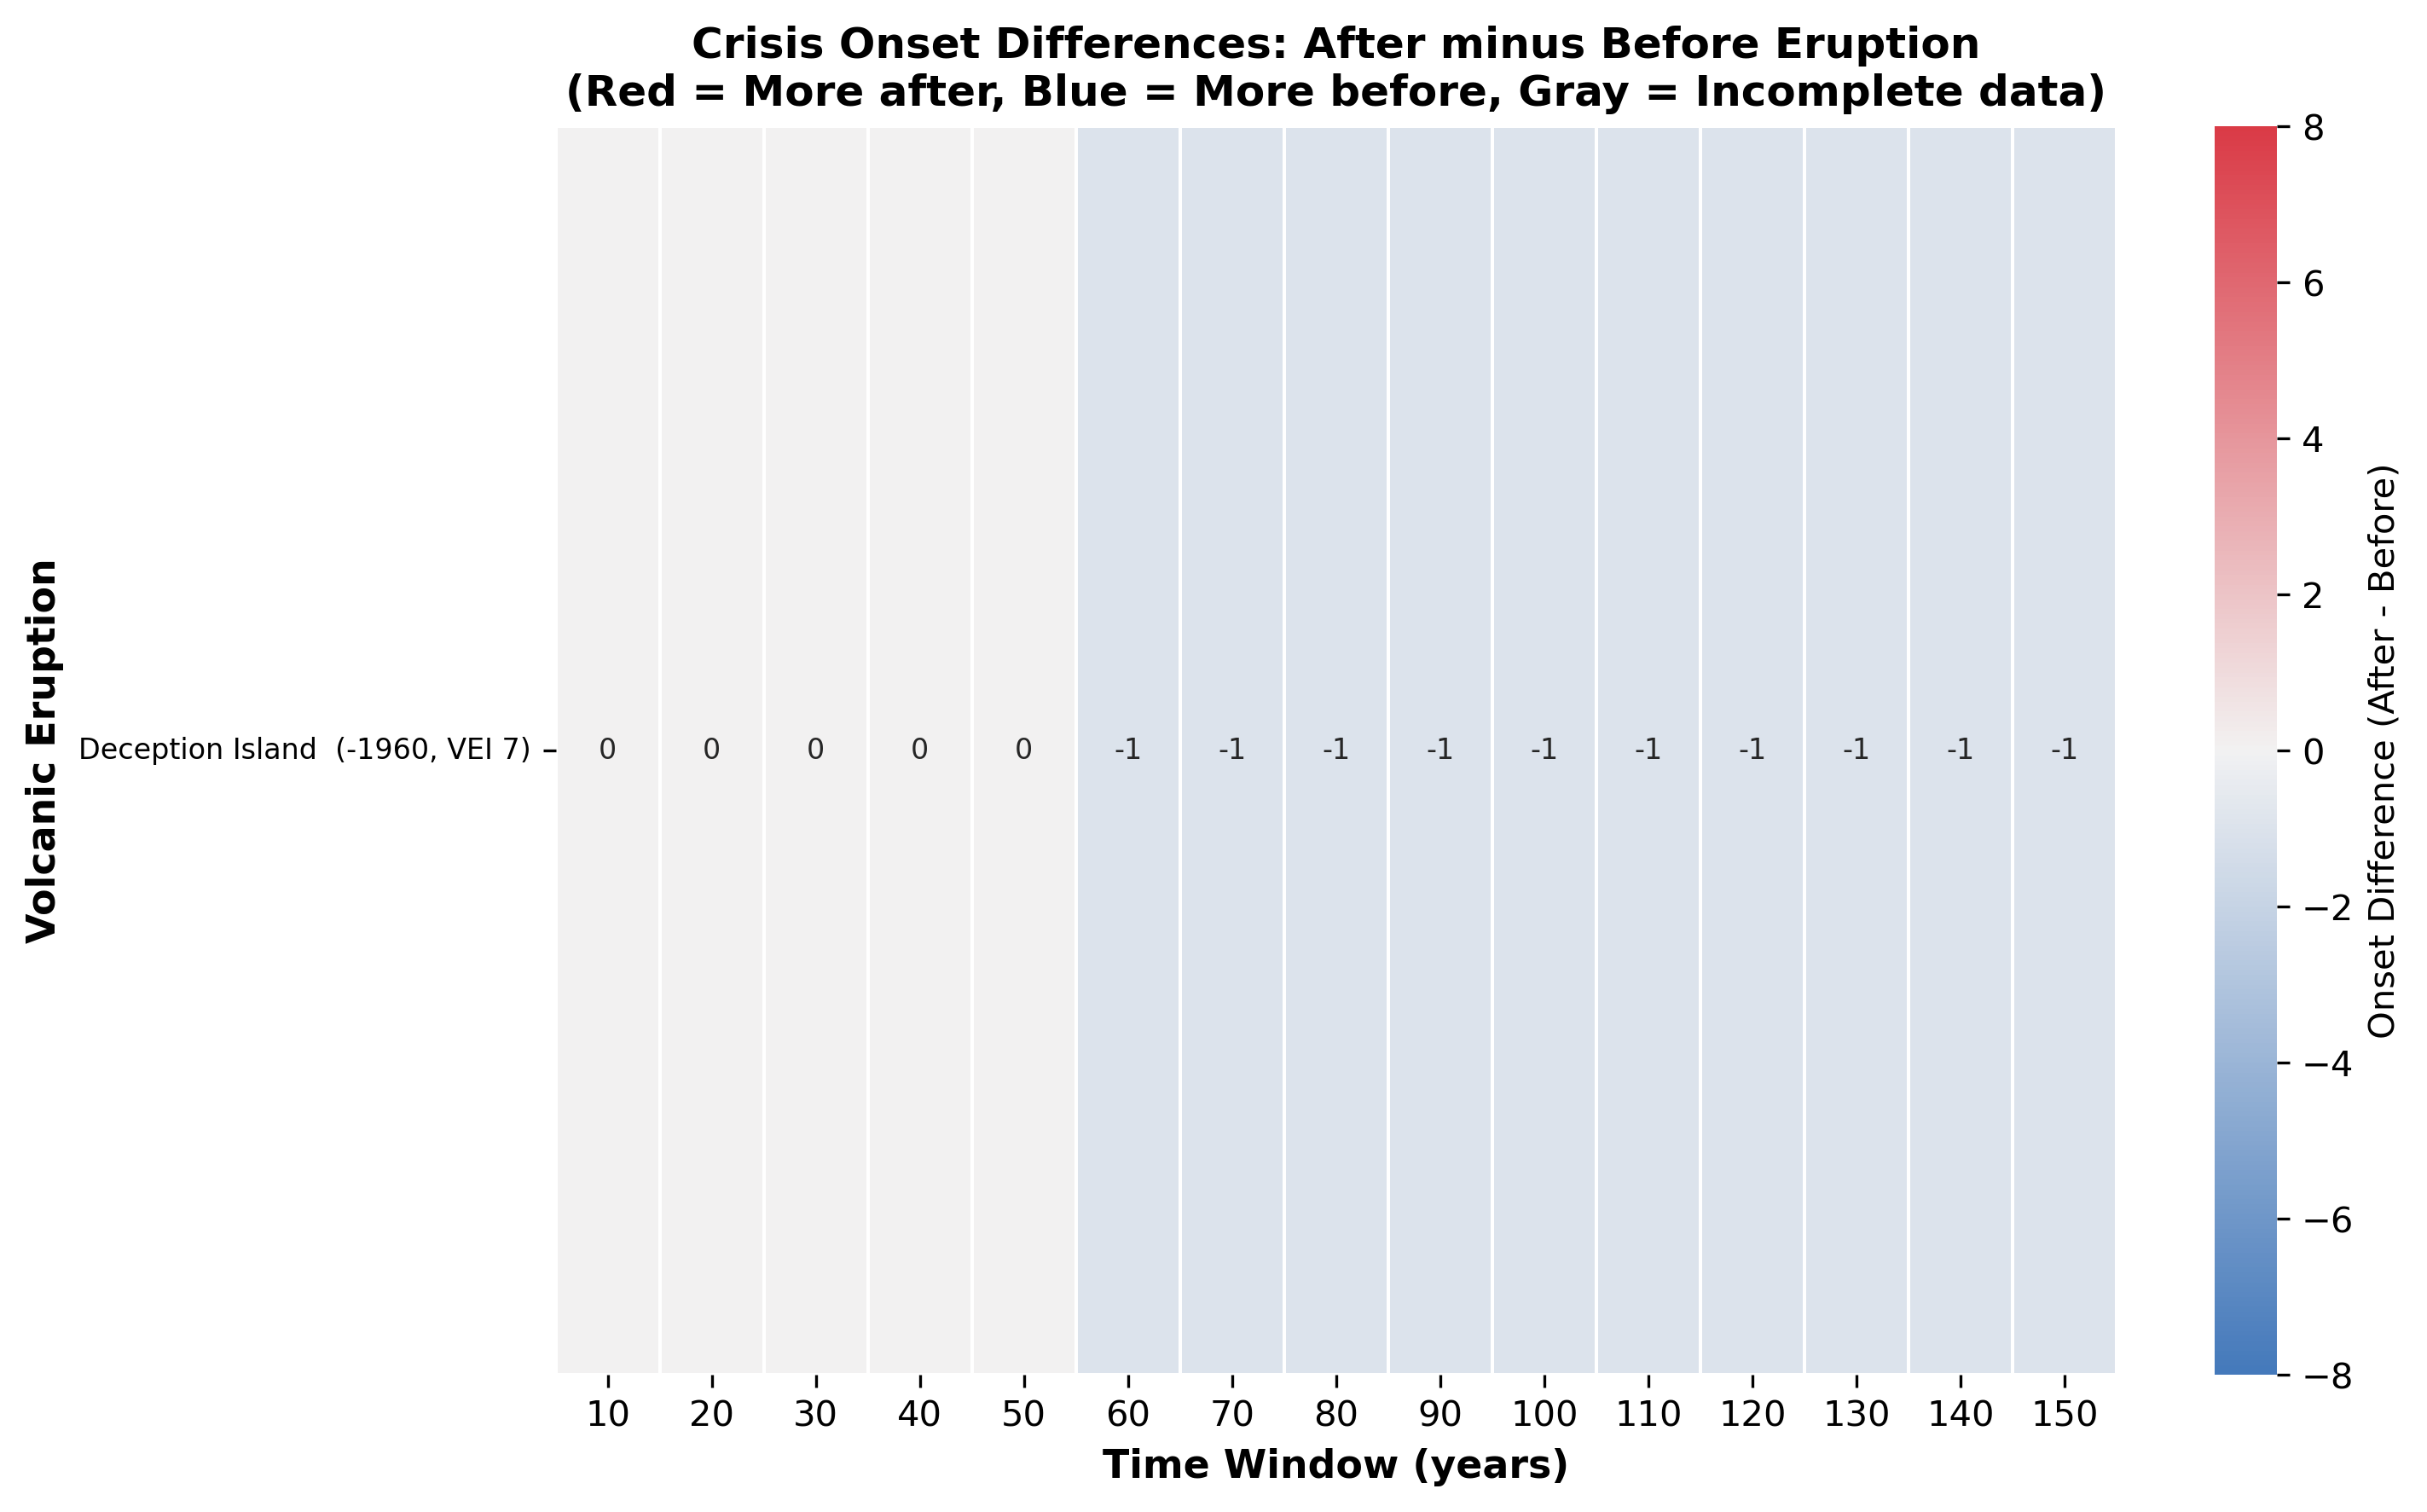 Crisis Onset Differences: After minus Before Eruption
(Red = More after, Blue = More before, Gray = Incomplete data)
Volcanic Eruption
Deception Island  (-1960, VEI 7)
0 0 0 0 0 -1 -1 -1 -1 -1 -1 -1 -1 -1 -1
10 20 30 40 50 60 70 80 90 100 110 120 130 140 150
Time Window (years)
8
6
4
2
0
−2
−4
−6
−8
Onset Difference (After - Before)